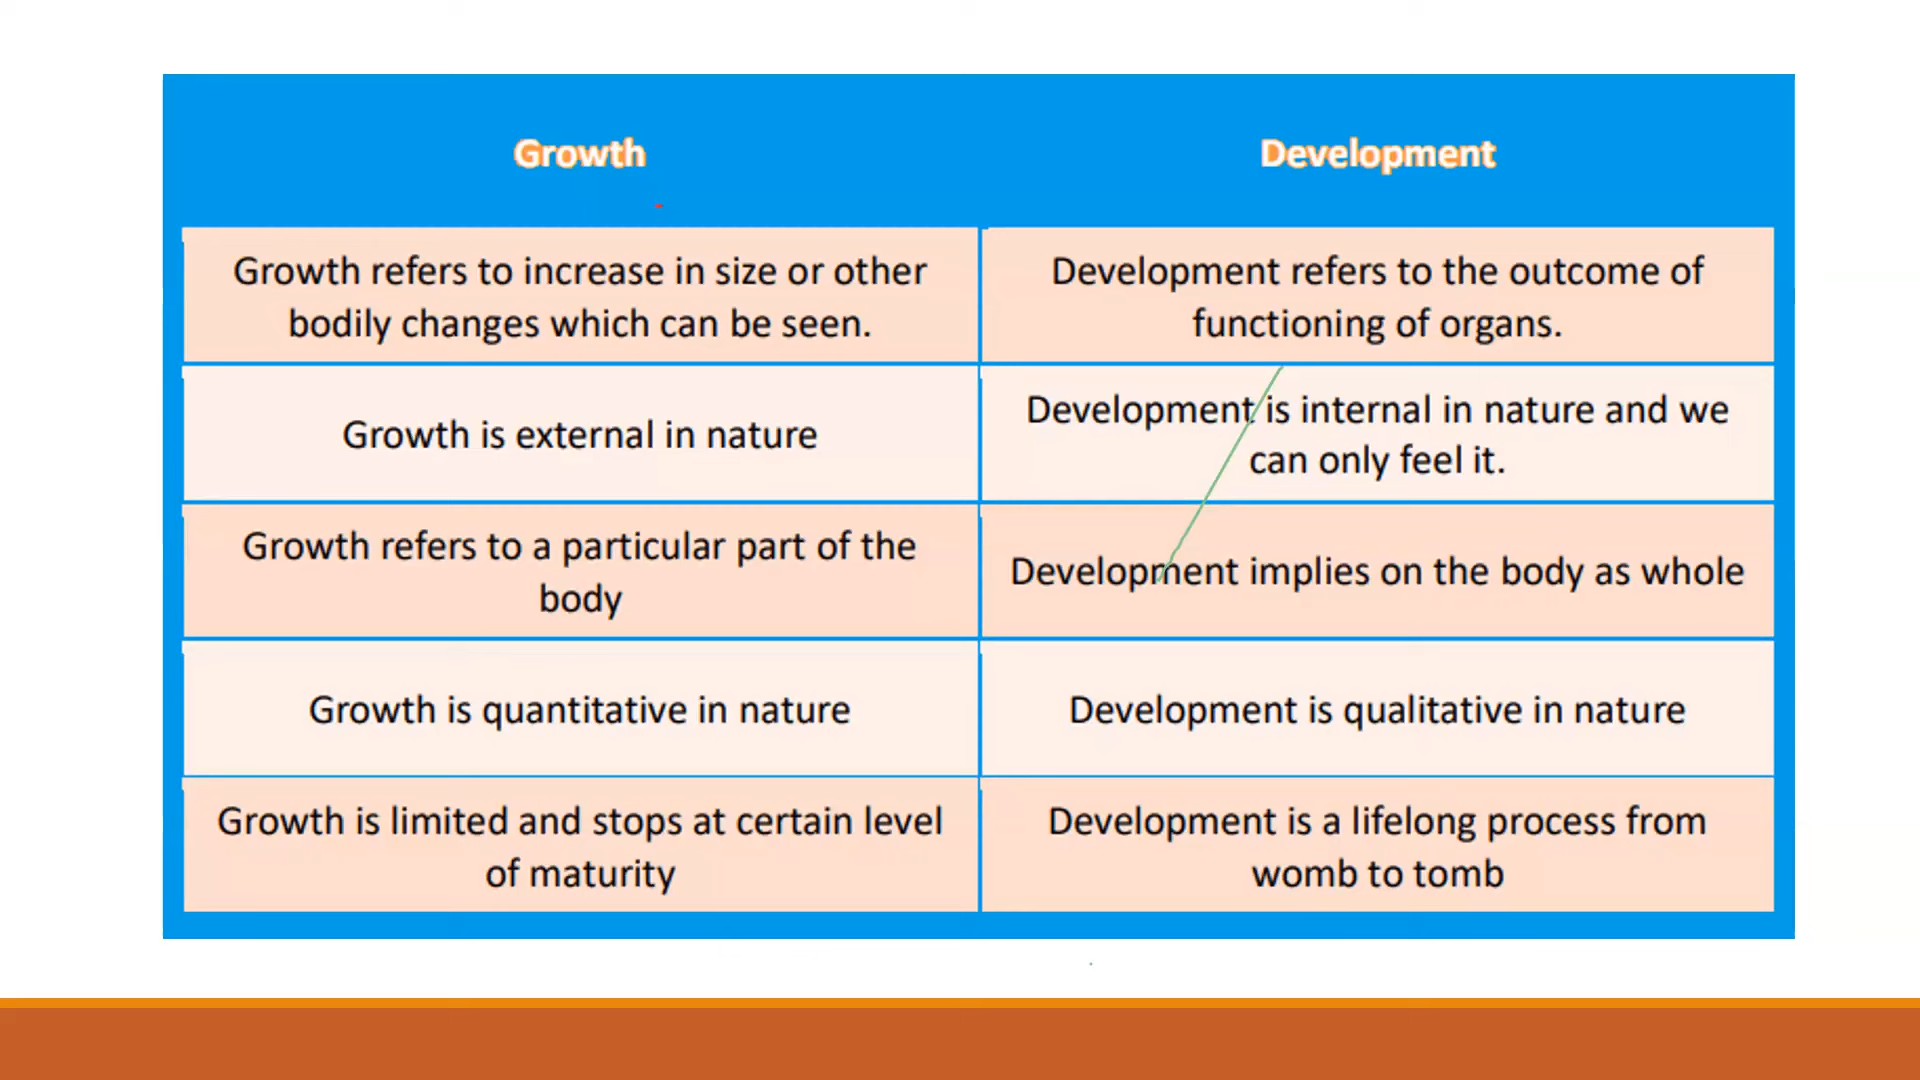 Growth
Development
Growth refers to increase in size or other
bodily changes which can be seen.
Development refers to the outcome of
functioning of organs.
Growth is external in nature
Development is internal in nature and we
can only feel it.
Growth refers to a particular part of the
body
Development implies on the body as whole
Growth is quantitative in nature
Development is qualitative in nature
Growth is limited and stops at certain level
of maturity
Development is a lifelong process from
womb to tomb